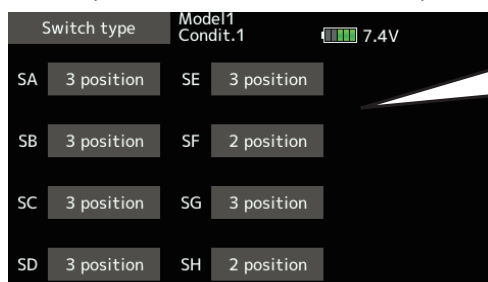 Switch type
Model1
Condit.1
7.4V
SA 3 position SE 3 position
SB 3 position SF 2 position
SC 3 position SG 3 position
SD 3 position SH 2 position